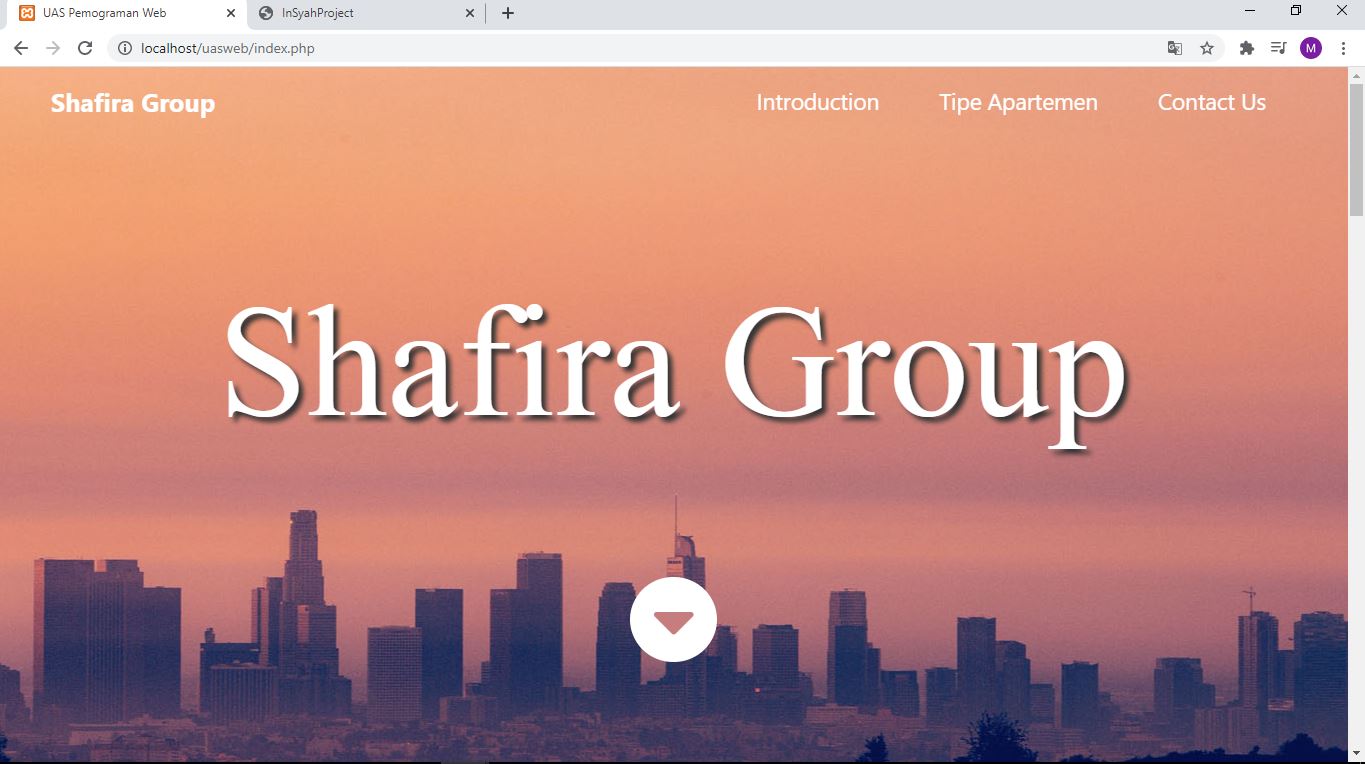 UAS Pemograman Web
InSyahProject
localhost/uasweb/index.php
M
Shafira Group
Introduction
Tipe Apartemen
Contact Us
Shafira Group